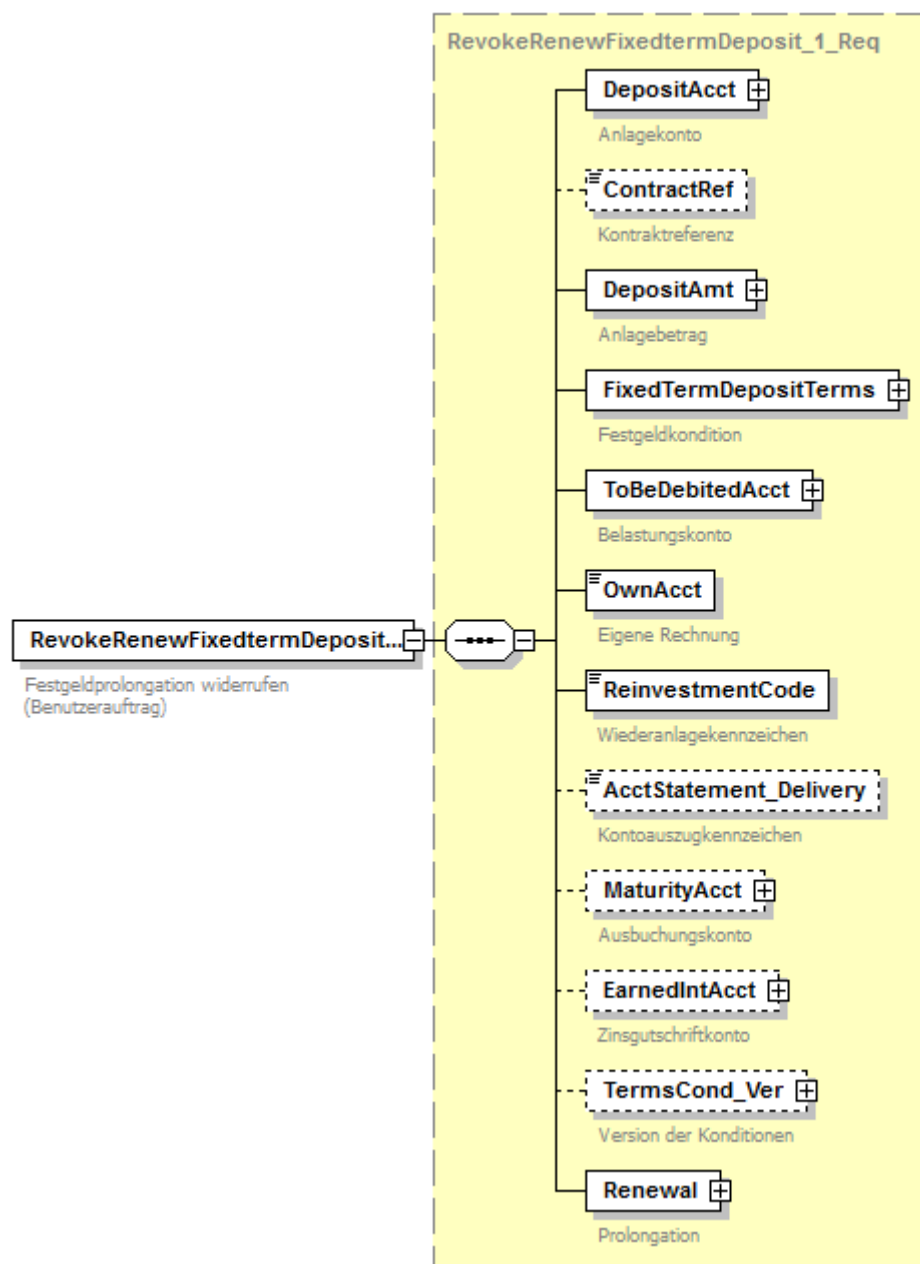 RevokeRenewFixedtermDeposit_1_Req
DepositAcct
Anlagekonto
ContractRef
Kontraktreferenz
DepositAmt
Anlagebetrag
FixedTermDepositTerms
Festgeldkondition
ToBeDebitedAcct
Belastungskonto
OwnAcct
Eigene Rechnung
RevokeRenewFixedtermDeposit...
Festgeldprolongation widerrufen
(Benutzerauftrag)
ReinvestmentCode
Wiederanlagekennzeichen
AcctStatement_Delivery
Kontoauszugkennzeichen
MaturityAcct
Ausbuchungskonto
EarnedIntAcct
Zinsgutschriftkonto
TermsCond_Ver
Version der Konditionen
Renewal
Prolongation